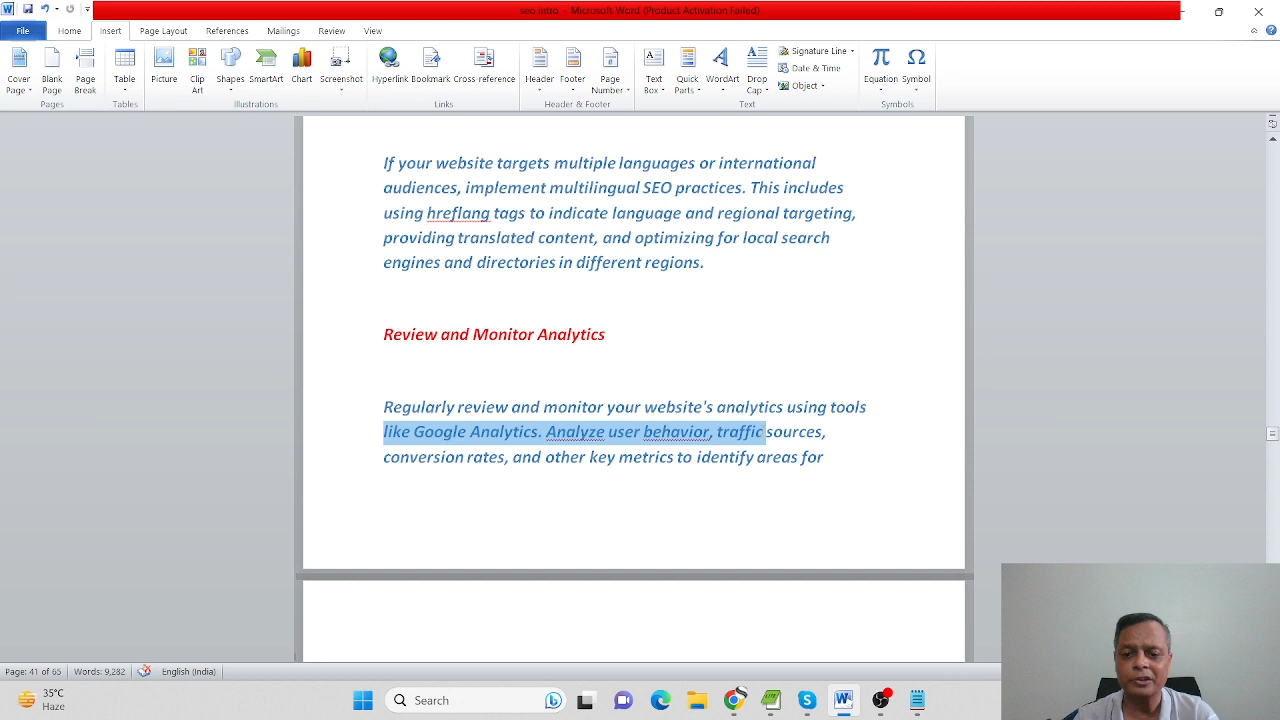 seo intro - Microsoft Word (Product Activation Failed)
File Home Insert Page Layout References Mailings Review View
Cover Page Blank Page Page Break Table Picture Clip Art Shapes SmartArt Chart Screenshot Hyperlink Bookmark Cross-reference Header Footer Page Number Text Box Quick Parts WordArt Drop Cap Signature Line Date & Time Object Equation Symbol
Pages Tables Illustrations Links Header & Footer Text Symbols
If your website targets multiple languages or international
audiences, implement multilingual SEO practices. This includes
using hreflang tags to indicate language and regional targeting,
providing translated content, and optimizing for local search
engines and directories in different regions.
Review and Monitor Analytics
Regularly review and monitor your website's analytics using tools
like Google Analytics. Analyze user behavior, traffic sources,
conversion rates, and other key metrics to identify areas for
Page: 41 of 65 Words: 9,282 English (India)
35°C
Haze
Search